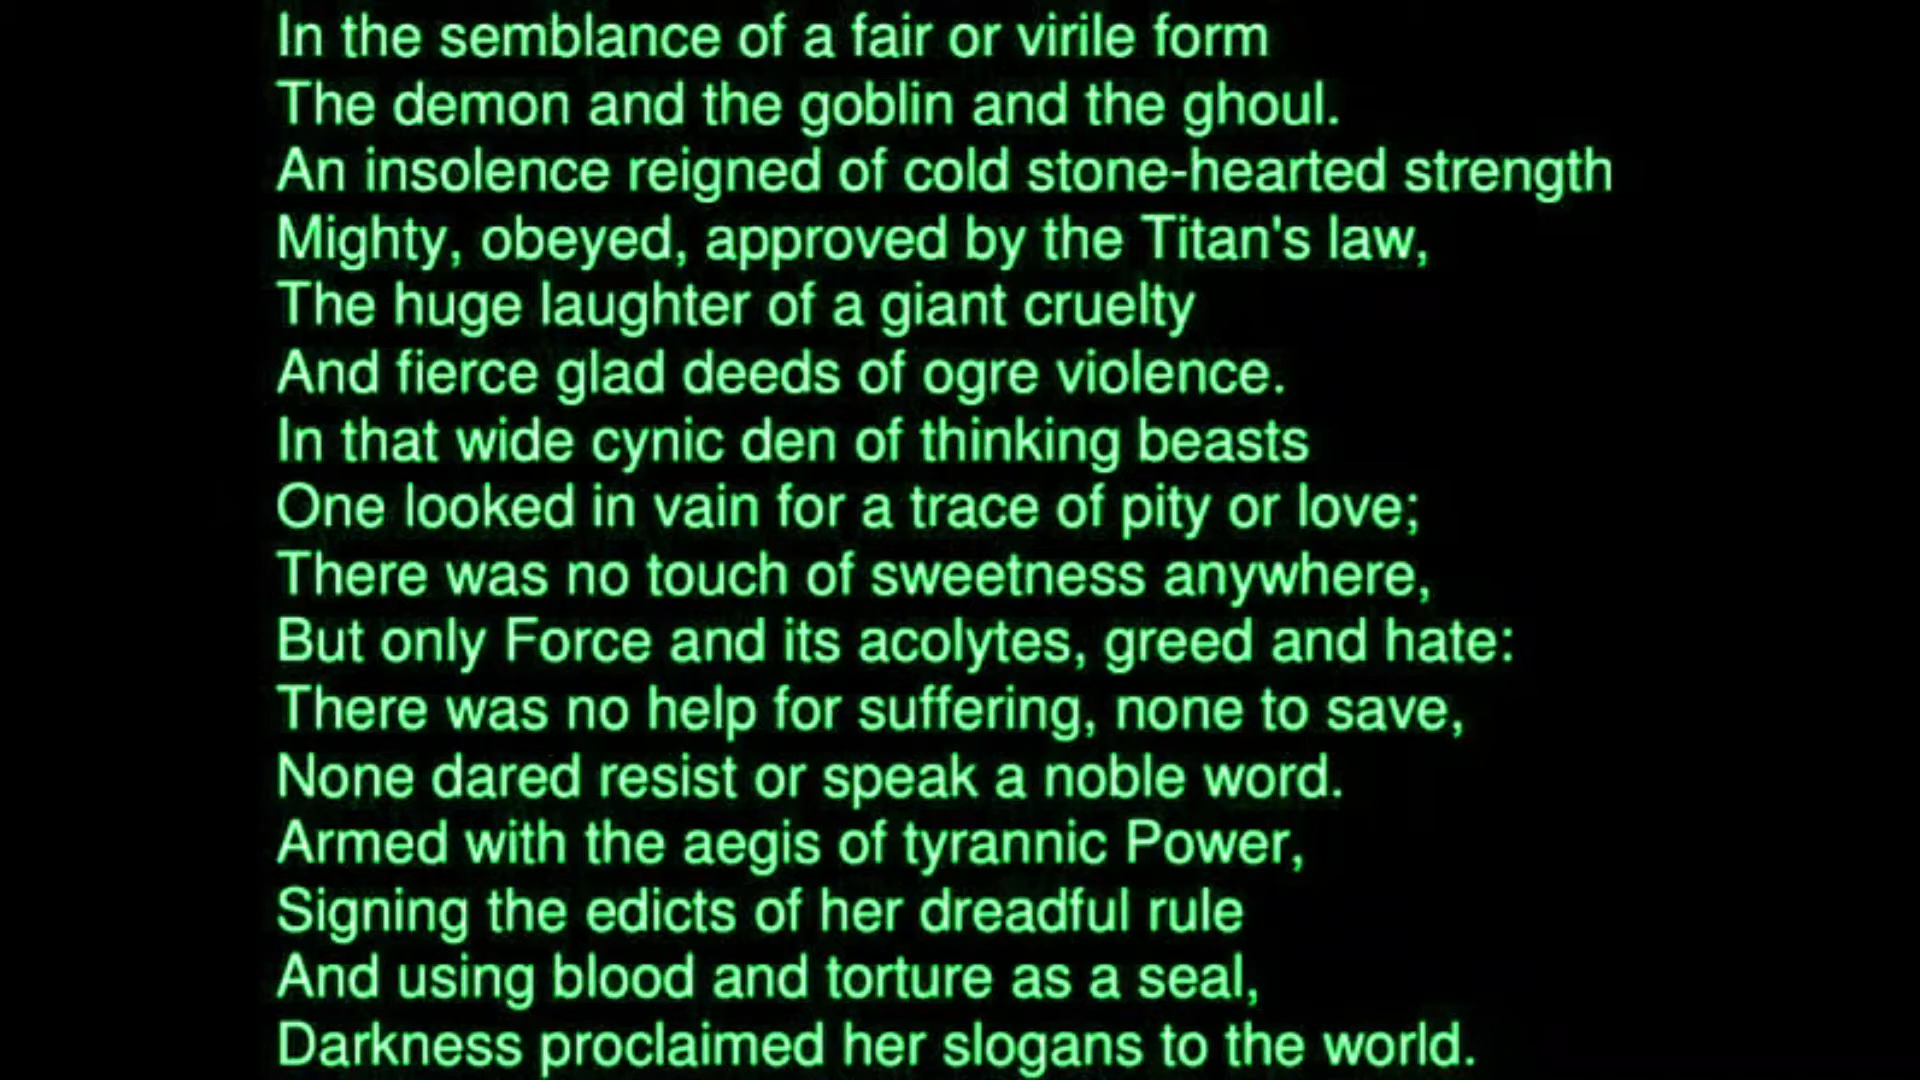 In the semblance of a fair or virile form
The demon and the goblin and the ghoul.
An insolence reigned of cold stone-hearted strength
Mighty, obeyed, approved by the Titan's law,
The huge laughter of a giant cruelty
And fierce glad deeds of ogre violence.
In that wide cynic den of thinking beasts
One looked in vain for a trace of pity or love;
There was no touch of sweetness anywhere,
But only Force and its acolytes, greed and hate:
There was no help for suffering, none to save,
None dared resist or speak a noble word.
Armed with the aegis of tyrannic Power,
Signing the edicts of her dreadful rule
And using blood and torture as a seal,
Darkness proclaimed her slogans to the world.